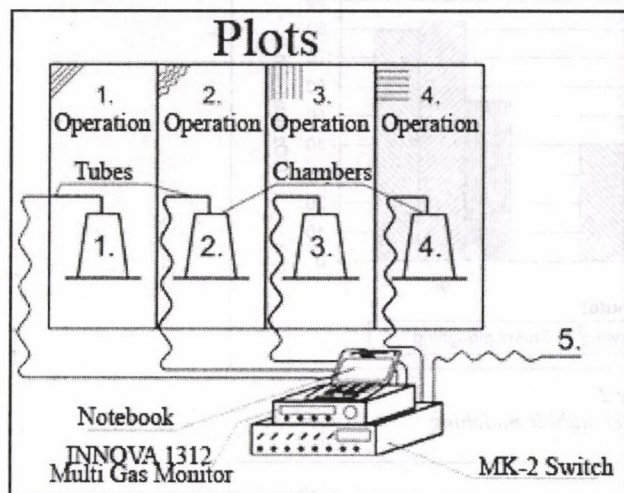 Plots
1. 2. 3. 4.
Operation Operation Operation Operation
Tubes Chambers
1. 2. 3. 4.
5.
Notebook
INNOVA 1312
Multi Gas Monitor
MK-2 Switch